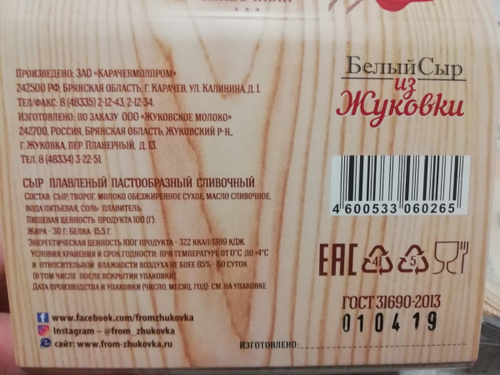 Произведено: ЗАО «Карачевмолпром»
242500 РФ, Брянская область, г. Карачев, ул. Калинина, д. 1.
Тел/факс: 8 (48335) 2-12-43, 2-12-34.
Изготовлено: по заказу ООО «Жуковское молоко»
242700, Россия, Брянская область, Жуковский р-н.,
г. Жуковка, пер. Планерный, д. 13.
Тел. 8 (48334) 3-22-51.
Сыр плавленый пастообразный сливочный
Состав: сыр, творог, молоко обезжиренное сухое, масло сливочное,
вода питьевая, соль-плавитель.
Пищевая ценность продукта 100 (г):
Жира - 30 г; белка - 15,5 г.
Энергетическая ценность 100г продукта - 322 ккал/1389 кДж
Условия хранения и срок годности: при температуре от 0°С до +4°С
и относительной влажности воздуха не более 85% - 60 суток
(в том числе после вскрытия упаковки).
Дата производства и упаковки (число, месяц, год) см. на упаковке
www.facebook.com/fromzhukovka
Instagram – @from_zhukovka
сайт: www.from-zhukovka.ru
БелыйСыр
из
Жуковки
4 600533 060265
EAC 4 5
ГОСТ 31690-2013
010419
Изготовлено: